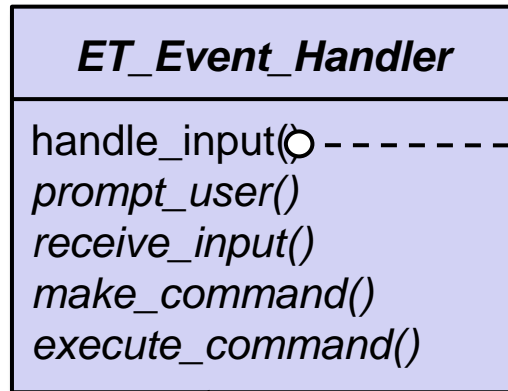 ET_Event_Handler
handle_input()
prompt_user()
receive_input()
make_command()
execute_command()